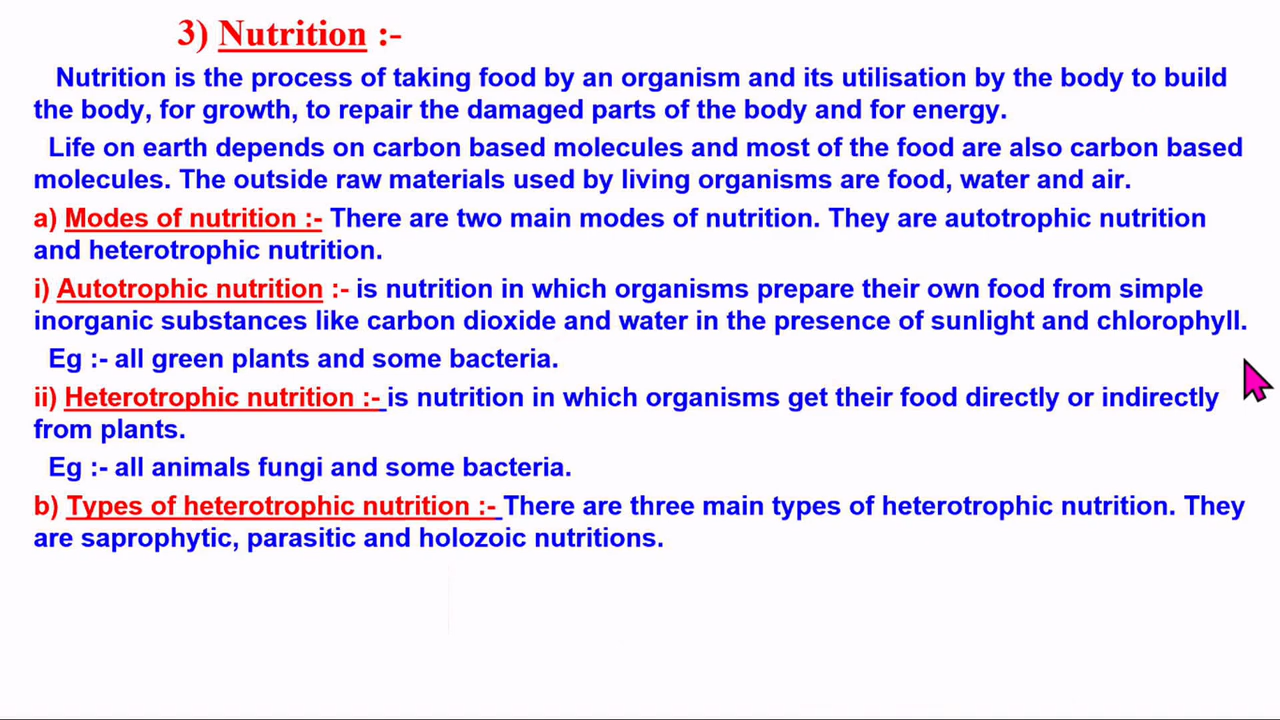 3) Nutrition :-
Nutrition is the process of taking food by an organism and its utilisation by the body to build
the body, for growth, to repair the damaged parts of the body and for energy.
Life on earth depends on carbon based molecules and most of the food are also carbon based
molecules. The outside raw materials used by living organisms are food, water and air.
a) Modes of nutrition :- There are two main modes of nutrition. They are autotrophic nutrition
and heterotrophic nutrition.
i) Autotrophic nutrition :- is nutrition in which organisms prepare their own food from simple
inorganic substances like carbon dioxide and water in the presence of sunlight and chlorophyll.
Eg :- all green plants and some bacteria.
ii) Heterotrophic nutrition :- is nutrition in which organisms get their food directly or indirectly
from plants.
Eg :- all animals fungi and some bacteria.
b) Types of heterotrophic nutrition :- There are three main types of heterotrophic nutrition. They
are saprophytic, parasitic and holozoic nutritions.